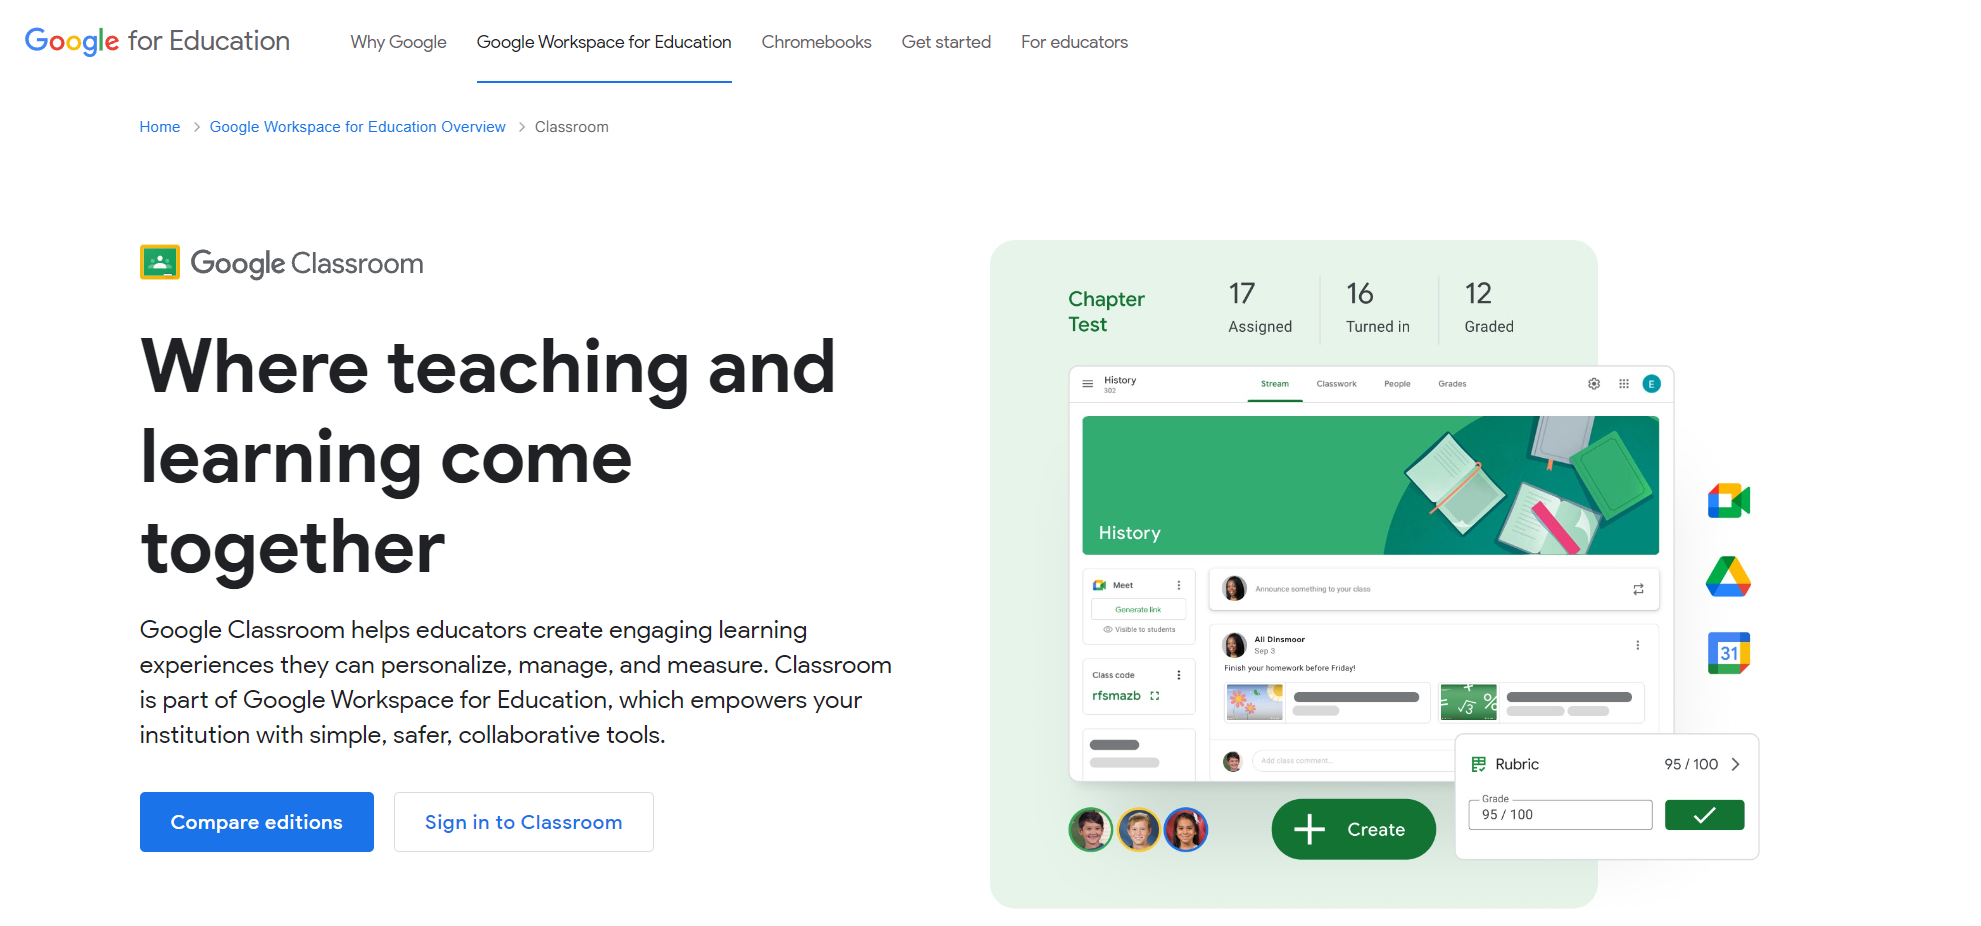 Google for Education
Why Google
Google Workspace for Education
Chromebooks
Get started
For educators
Home > Google Workspace for Education Overview > Classroom
Google Classroom
Where teaching and
learning come
together
Google Classroom helps educators create engaging learning
experiences they can personalize, manage, and measure. Classroom
is part of Google Workspace for Education, which empowers your
institution with simple, safer, collaborative tools.
Compare editions
Sign in to Classroom
Chapter
Test
17
Assigned
16
Turned in
12
Graded
History
302
Stream
Classwork
People
Grades
E
History
Meet
Generate link
Visible to students
Class code
rfsmazb
Announce something to your class
Ali Dinsmoor
Sep 3
Finish your homework before Friday!
√3 %
Add class comment...
31
Rubric
95 / 100
Grade
95 / 100
Create